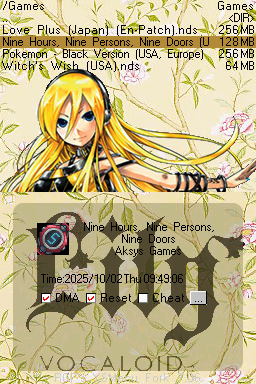 /Games Games
<DIR>
Love Plus (Japan) (En-Patch).nds 256MB
Nine Hours, Nine Persons, Nine Doors (U 128MB
Pokemon - Black Version (USA, Europe) 256MB
Witch's Wish (USA).nds 64MB
Nine Hours, Nine Persons,
Nine Doors
Aksys Games
Time:2025/10/02 Thu 09:49:06
DMA Reset Cheat ...
VOCALOID